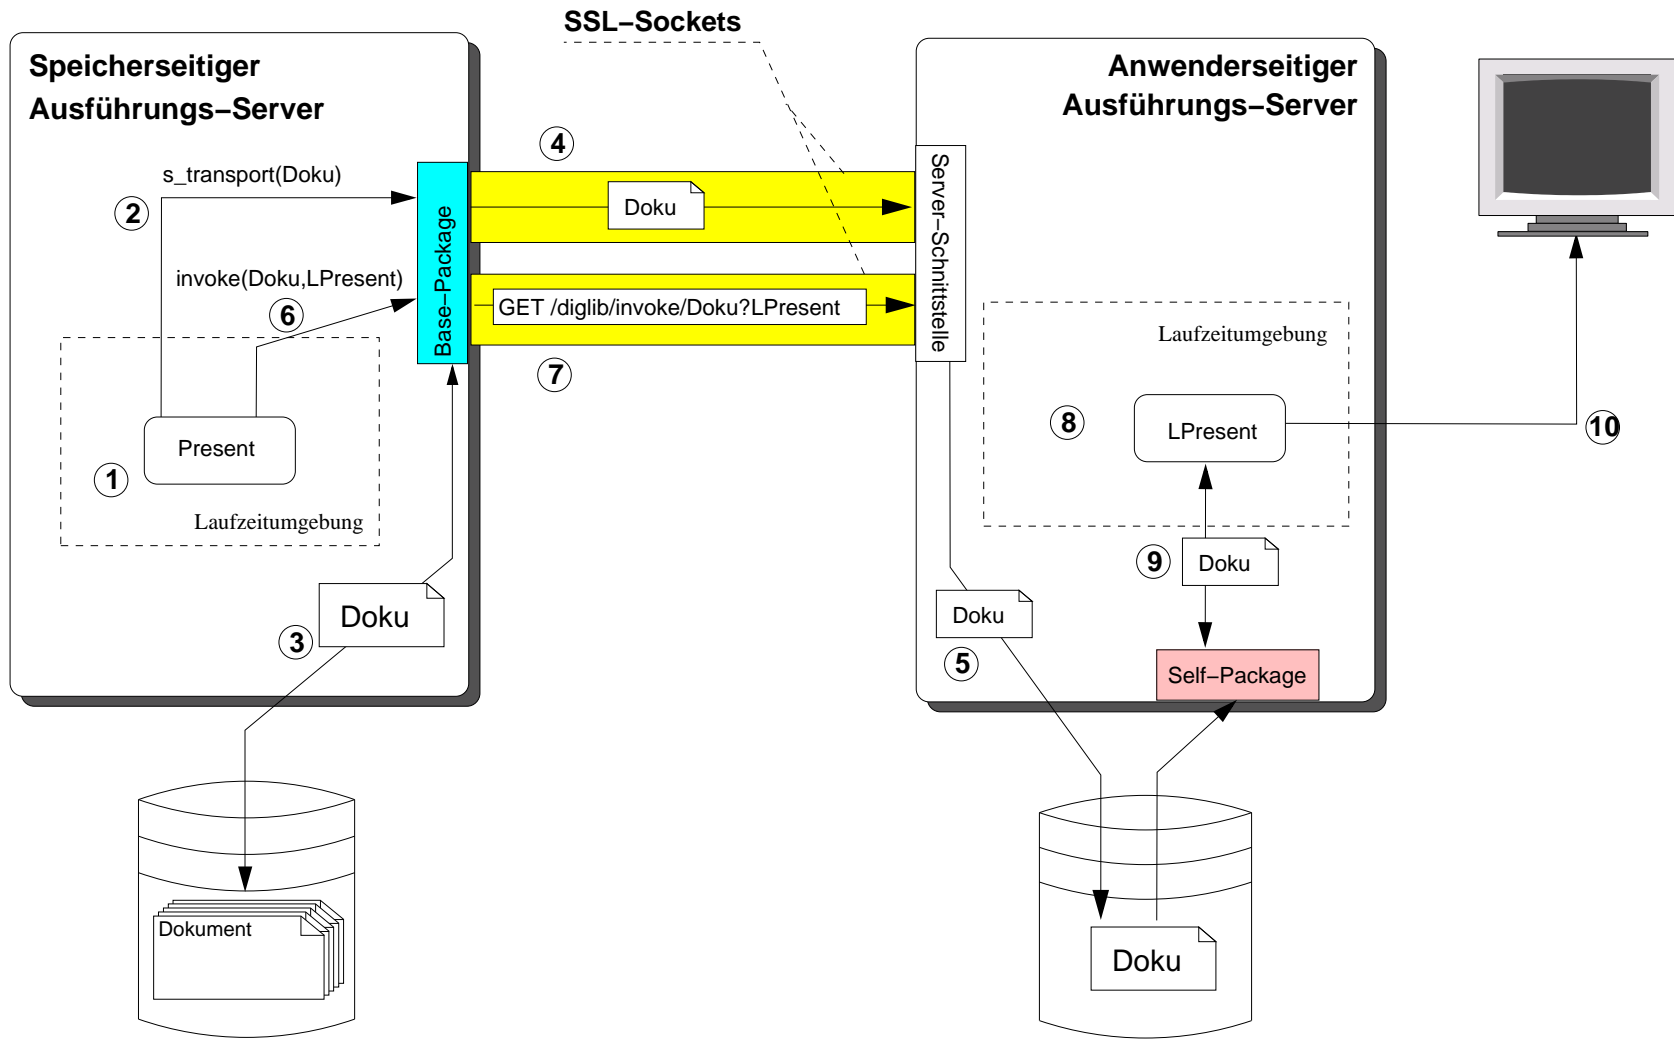 SSL–Sockets
Speicherseitiger
Ausführungs–Server
Anwenderseitiger
Ausführungs–Server
4
s_transport(Doku)
2
Doku
Base–Package
Server–Schnittstelle
invoke(Doku,LPresent)
6
GET /diglib/invoke/Doku?LPresent
7
Laufzeitumgebung
8
LPresent
10
Present
1
Laufzeitumgebung
9
Doku
3
Doku
Doku
5
Self–Package
Dokument
Doku